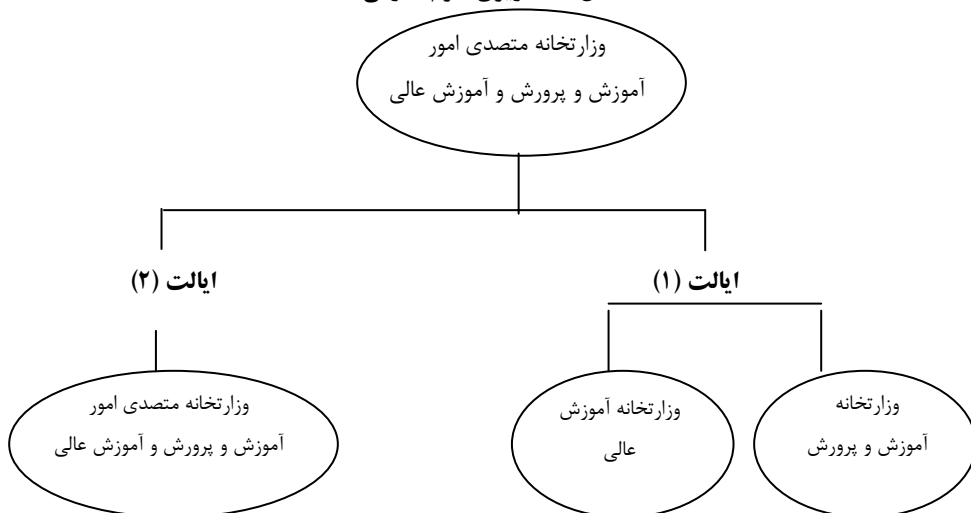 وزارتخانه متصدی امور
آموزش و پرورش و آموزش عالی
ایالت (۱)
ایالت (۲)
وزارتخانه
آموزش و پرورش
وزارتخانه آموزش
عالی
وزارتخانه متصدی امور
آموزش و پرورش و آموزش عالی